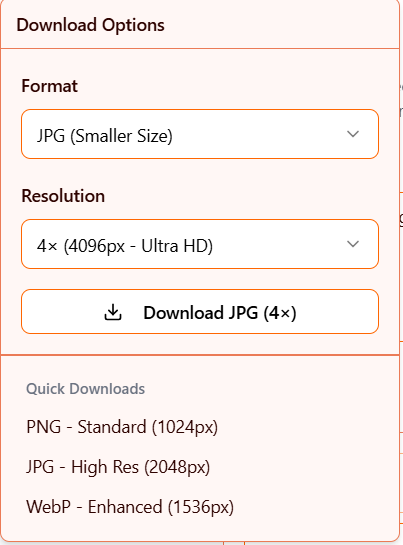 Download Options
Format
JPG (Smaller Size)
Resolution
4× (4096px - Ultra HD)
Download JPG (4×)
Quick Downloads
PNG - Standard (1024px)
JPG - High Res (2048px)
WebP - Enhanced (1536px)